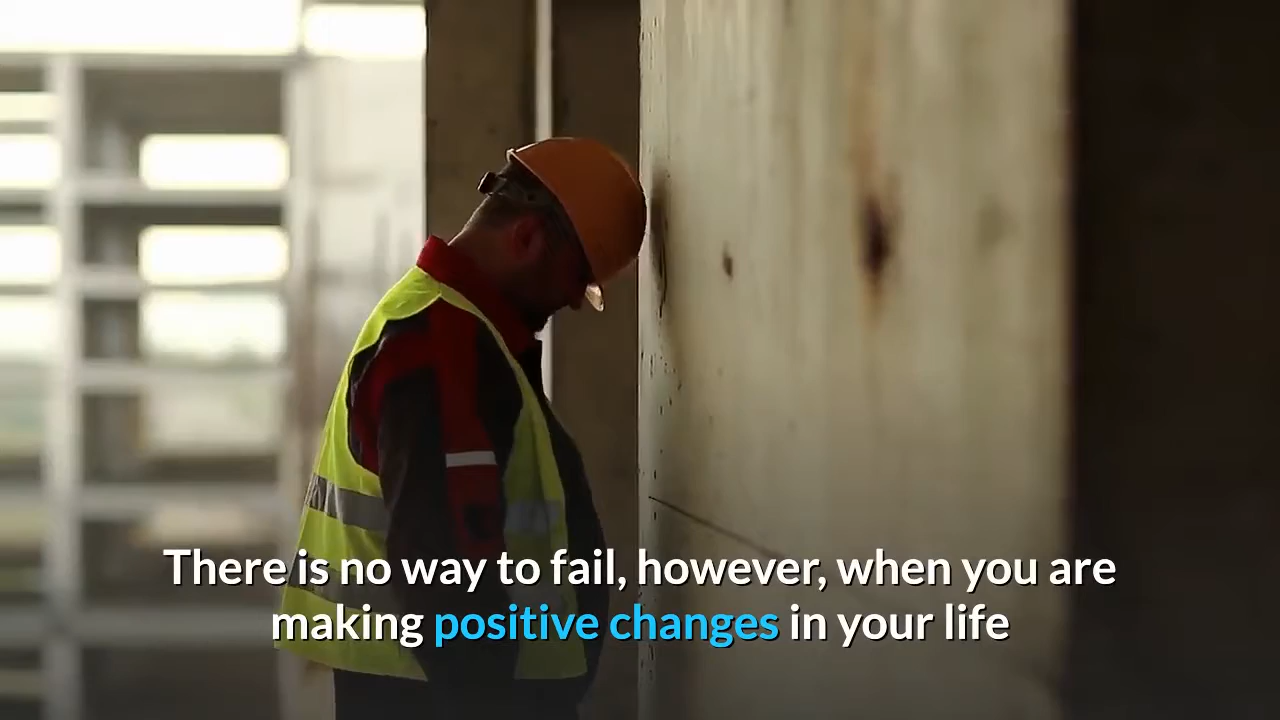 There is no way to fail, however, when you are
making positive changes in your life